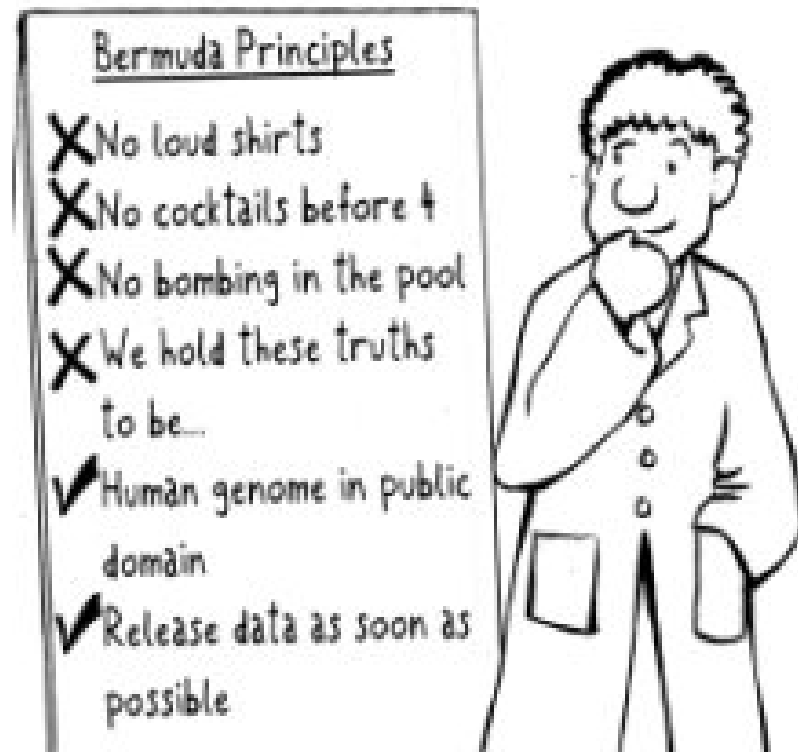 Bermuda Principles
No loud shirts
No cocktails before 4
No bombing in the pool
We hold these truths
to be...
Human genome in public
domain
Release data as soon as
possible